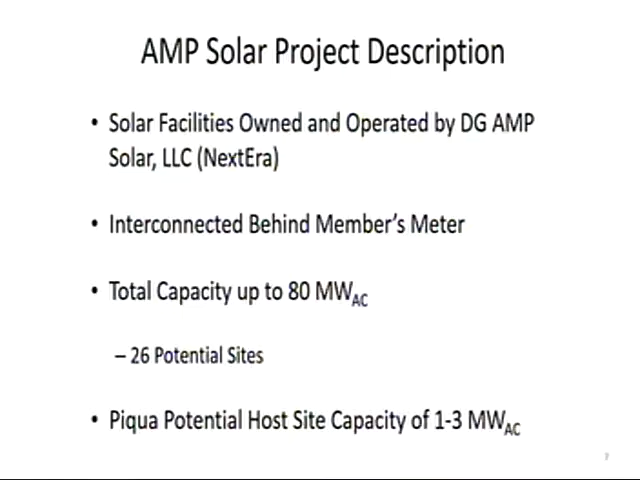 AMP Solar Project Description
• Solar Facilities Owned and Operated by DG AMP
Solar, LLC (NextEra)
• Interconnected Behind Member's Meter
• Total Capacity up to 80 MWAC
– 26 Potential Sites
• Piqua Potential Host Site Capacity of 1-3 MWAC